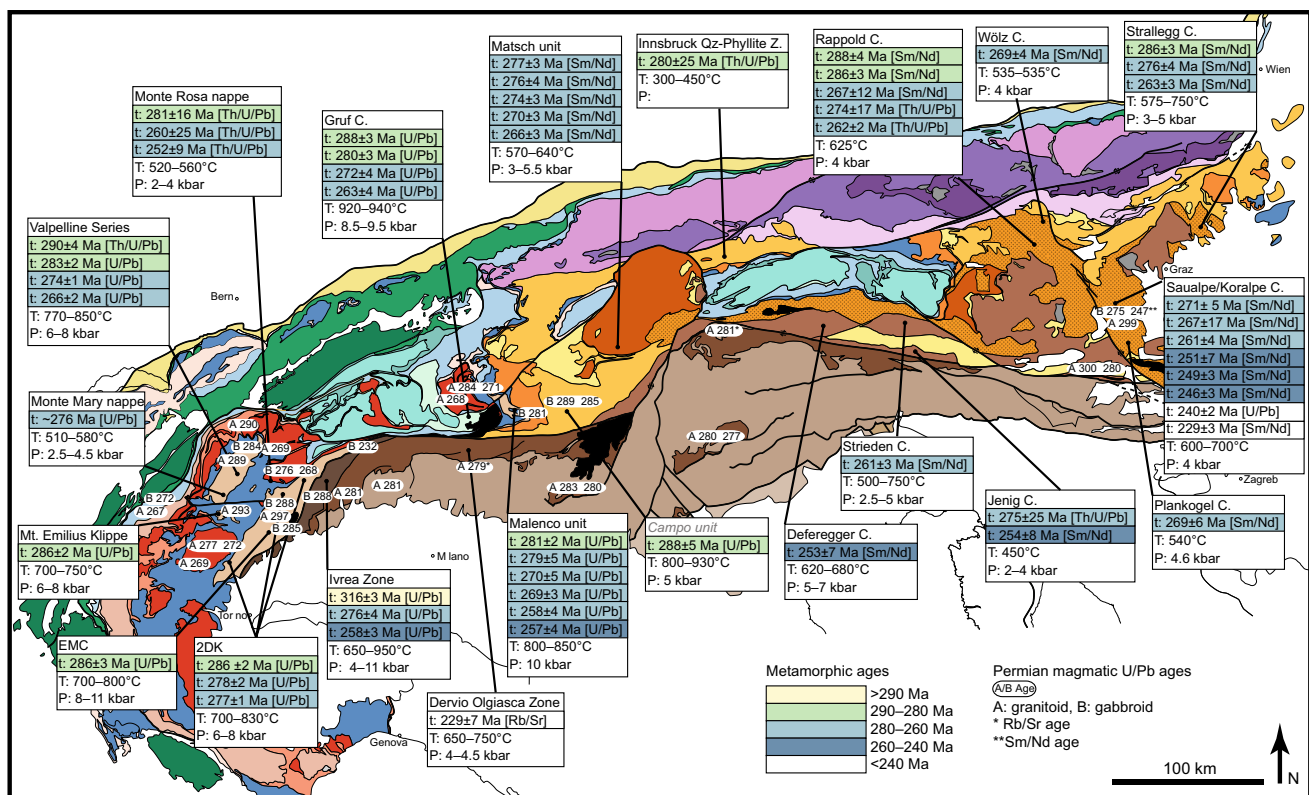 Monte Rosa nappe
t: 281±16 Ma [Th/U/Pb]
t: 260±25 Ma [Th/U/Pb]
t: 252±9 Ma [Th/U/Pb]
T: 520–560°C
P: 2–4 kbar
Gruf C.
t: 288±3 Ma [U/Pb]
t: 280±3 Ma [U/Pb]
t: 272±4 Ma [U/Pb]
t: 263±4 Ma [U/Pb]
T: 920–940°C
P: 8.5–9.5 kbar
Matsch unit
t: 277±3 Ma [Sm/Nd]
t: 276±4 Ma [Sm/Nd]
t: 274±3 Ma [Sm/Nd]
t: 270±3 Ma [Sm/Nd]
t: 266±3 Ma [Sm/Nd]
T: 570–640°C
P: 3–5.5 kbar
Innsbruck Qz-Phyllite Z.
t: 280±25 Ma [Th/U/Pb]
T: 300–450°C
P:
Rappold C.
t: 288±4 Ma [Sm/Nd]
t: 286±3 Ma [Sm/Nd]
t: 267±12 Ma [Sm/Nd]
t: 274±17 Ma [Th/U/Pb]
t: 262±2 Ma [Th/U/Pb]
T: 625°C
P: 4 kbar
Wölz C.
t: 269±4 Ma [Sm/Nd]
T: 535–535°C
P: 4 kbar
Strallegg C.
t: 286±3 Ma [Sm/Nd]
t: 276±4 Ma [Sm/Nd]
t: 263±3 Ma [Sm/Nd]
T: 575–750°C
P: 3–5 kbar
Wien
Valpelline Series
t: 290±4 Ma [Th/U/Pb]
t: 283±2 Ma [U/Pb]
t: 274±1 Ma [U/Pb]
t: 266±2 Ma [U/Pb]
T: 770–850°C
P: 6–8 kbar
Bern
Graz
Saualpe/Koralpe C.
t: 271± 5 Ma [Sm/Nd]
t: 267±17 Ma [Sm/Nd]
t: 261±4 Ma [Sm/Nd]
t: 251±7 Ma [Sm/Nd]
t: 249±3 Ma [Sm/Nd]
t: 246±3 Ma [Sm/Nd]
t: 240±2 Ma [U/Pb]
t: 229±3 Ma [Sm/Nd]
T: 600–700°C
P: 4 kbar
B 275 247**
A 299
A 281*
A 300 280
A 284 271
A 268
B 281
B 289 285
Monte Mary nappe
t: ~276 Ma [U/Pb]
T: 510–580°C
P: 2.5–4.5 kbar
A 290
B 284
A 269
A 289
B 232
B 276 268
B 272
A 267
A 293
B 288
A 297
B 285
B 288
A 281
A 281
A 279*
A 283 280
A 280 277
A 277 272
A 269
Zagreb
Strieden C.
t: 261±3 Ma [Sm/Nd]
T: 500–750°C
P: 2.5–5 kbar
Jenig C.
t: 275±25 Ma [Th/U/Pb]
t: 254±8 Ma [Sm/Nd]
T: 450°C
P: 2–4 kbar
Plankogel C.
t: 269±6 Ma [Sm/Nd]
T: 540°C
P: 4.6 kbar
Mt. Emilius Klippe
t: 286±2 Ma [U/Pb]
T: 700–750°C
P: 6–8 kbar
M lano
Malenco unit
t: 281±2 Ma [U/Pb]
t: 279±5 Ma [U/Pb]
t: 270±5 Ma [U/Pb]
t: 269±3 Ma [U/Pb]
t: 258±4 Ma [U/Pb]
t: 257±4 Ma [U/Pb]
T: 800–850°C
P: 10 kbar
Campo unit
t: 288±5 Ma [U/Pb]
T: 800–930°C
P: 5 kbar
Deferegger C.
t: 253±7 Ma [Sm/Nd]
T: 620–680°C
P: 5–7 kbar
Ivrea Zone
t: 316±3 Ma [U/Pb]
t: 276±4 Ma [U/Pb]
t: 258±3 Ma [U/Pb]
T: 650–950°C
P: 4–11 kbar
Tor no
EMC
t: 286±3 Ma [U/Pb]
T: 700–800°C
P: 8–11 kbar
2DK
t: 286 ±2 Ma [U/Pb]
t: 278±2 Ma [U/Pb]
t: 277±1 Ma [U/Pb]
T: 700–830°C
P: 6–8 kbar
Dervio Olgiasca Zone
t: 229±7 Ma [Rb/Sr]
T: 650–750°C
P: 4–4.5 kbar
Genova
Metamorphic ages
>290 Ma
290–280 Ma
280–260 Ma
260–240 Ma
<240 Ma
Permian magmatic U/Pb ages
A/B Age
A: granitoid, B: gabbroid
* Rb/Sr age
**Sm/Nd age
100 km
N